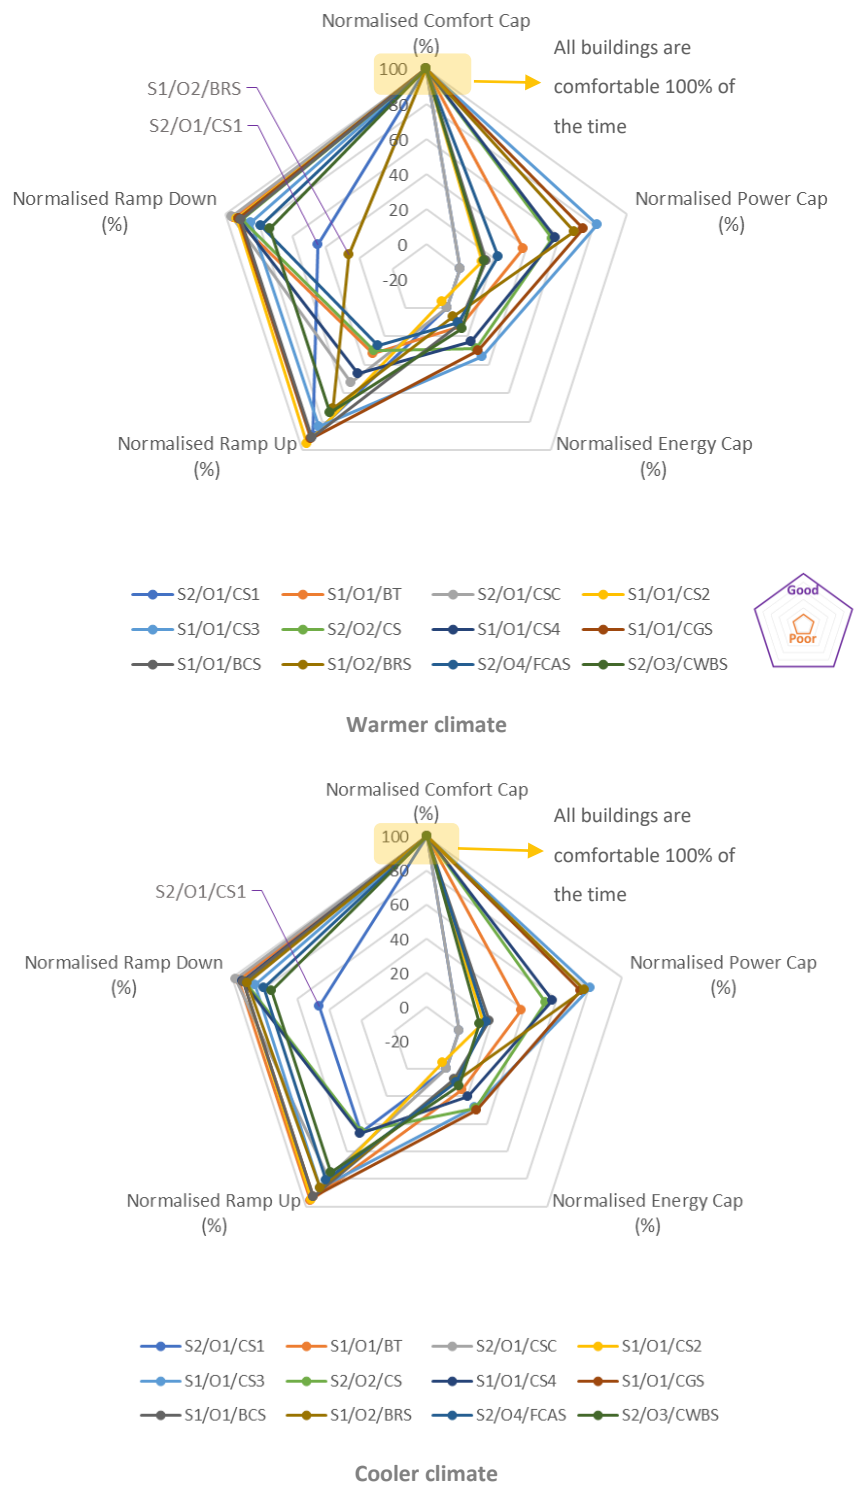 Normalised Comfort Cap
(%)
All buildings are
comfortable 100% of
the time
100
80
60
40
20
0
-20
S1/O2/BRS
S2/O1/CS1
Normalised Ramp Down
(%)
Normalised Power Cap
(%)
Normalised Ramp Up
(%)
Normalised Energy Cap
(%)
S2/O1/CS1 S1/O1/BT S2/O1/CSC S1/O1/CS2
S1/O1/CS3 S2/O2/CS S1/O1/CS4 S1/O1/CGS
S1/O1/BCS S1/O2/BRS S2/O4/FCAS S2/O3/CWBS
Good
Poor
Warmer climate
Normalised Comfort Cap
(%)
All buildings are
comfortable 100% of
the time
100
80
60
40
20
0
-20
S2/O1/CS1
Normalised Ramp Down
(%)
Normalised Power Cap
(%)
Normalised Ramp Up
(%)
Normalised Energy Cap
(%)
S2/O1/CS1 S1/O1/BT S2/O1/CSC S1/O1/CS2
S1/O1/CS3 S2/O2/CS S1/O1/CS4 S1/O1/CGS
S1/O1/BCS S1/O2/BRS S2/O4/FCAS S2/O3/CWBS
Cooler climate